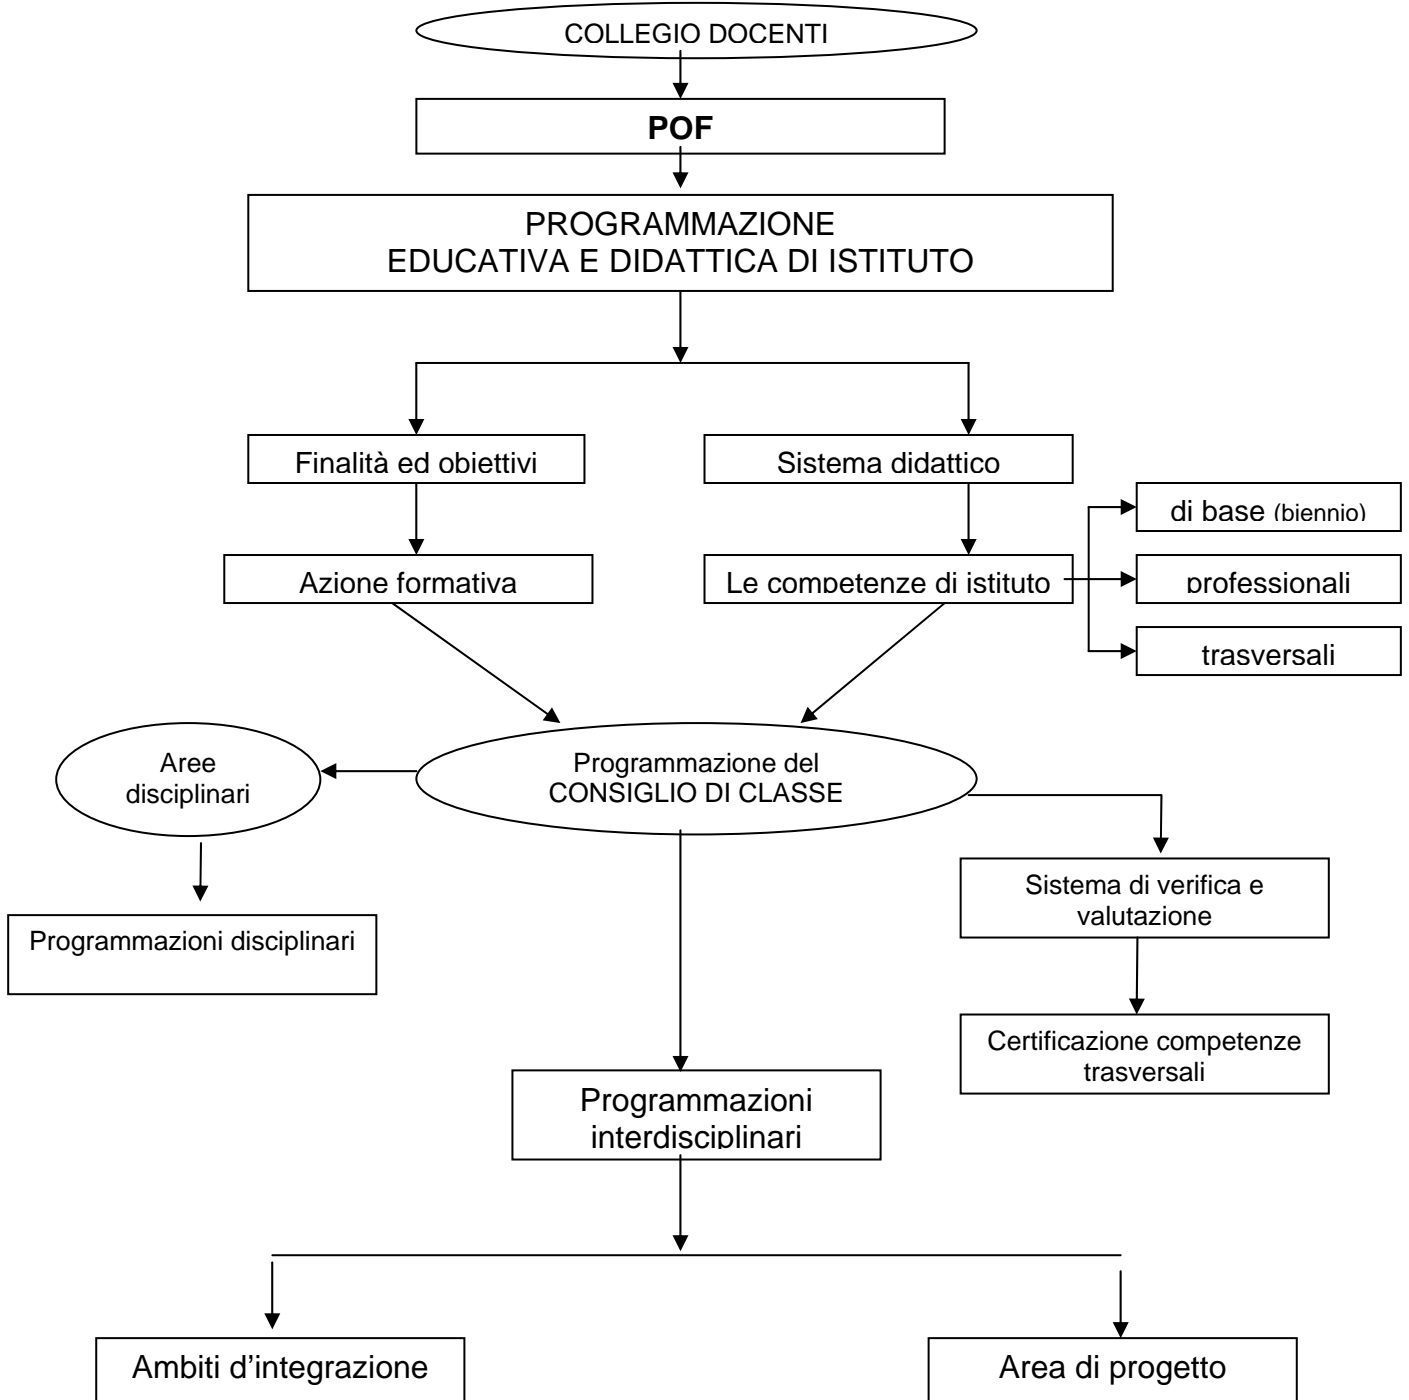 COLLEGIO DOCENTI
POF
PROGRAMMAZIONE
EDUCATIVA E DIDATTICA DI ISTITUTO
Finalità ed obiettivi
Sistema didattico
di base (biennio)
Azione formativa
Le competenze di istituto
professionali
trasversali
Aree
disciplinari
Programmazione del
CONSIGLIO DI CLASSE
Sistema di verifica e
valutazione
Programmazioni disciplinari
Certificazione competenze
trasversali
Programmazioni
interdisciplinari
Ambiti d'integrazione
Area di progetto